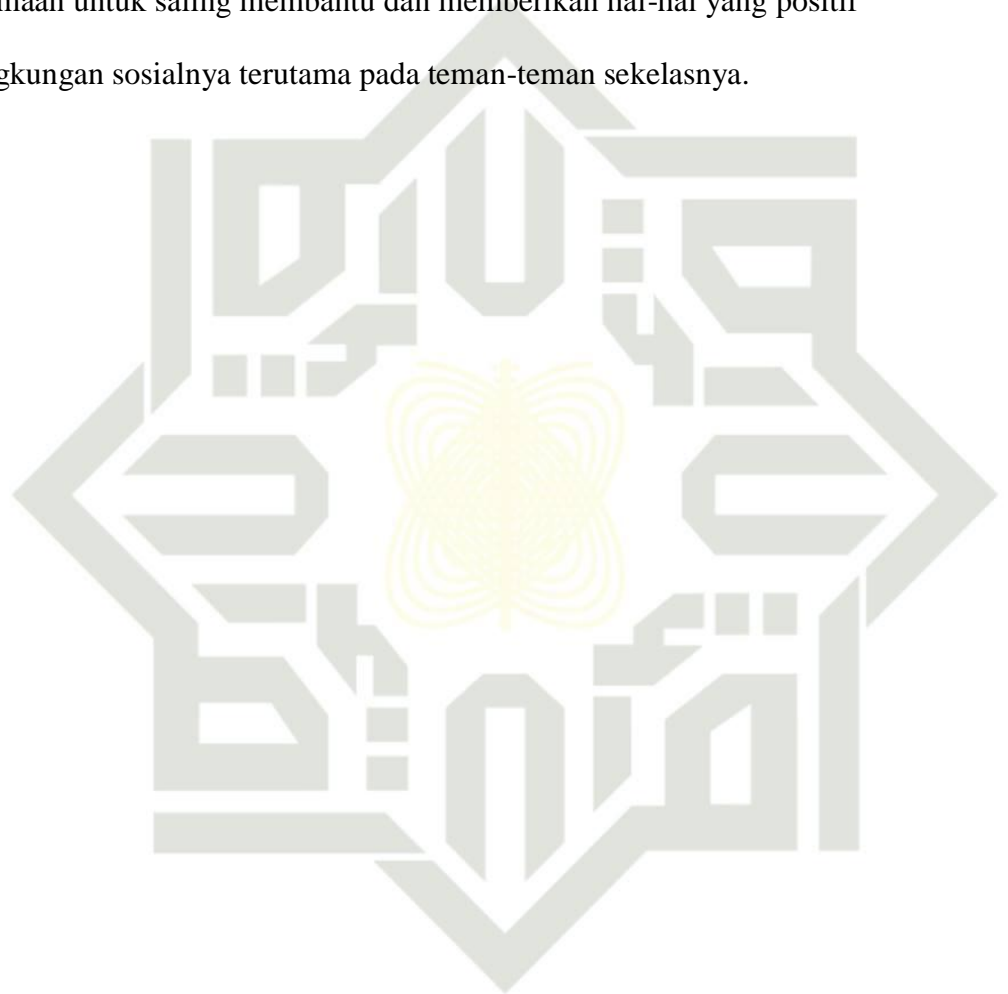 untuk saling membantu dan memberikan hal-hal yang positif
sosialnya terutama pada teman-teman sekelasnya.